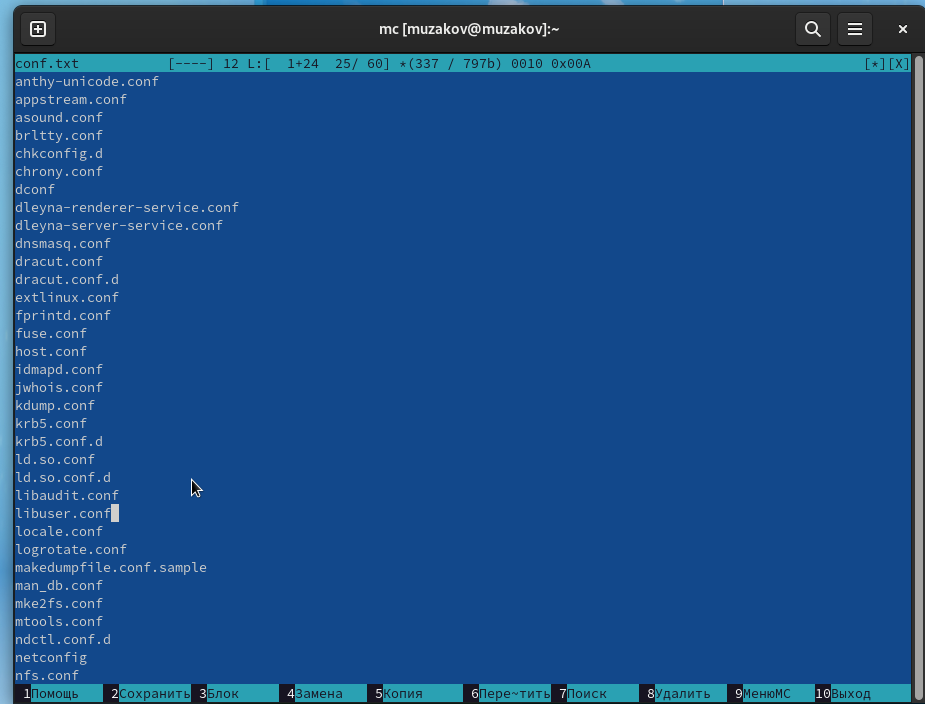 mc [muzakov@muzakov]:~
conf.txt [----] 12 L:[ 1+24 25/ 60] *(337 / 797b) 0010 0x00A [*][X]
anthy-unicode.conf
appstream.conf
asound.conf
brltty.conf
chkconfig.d
chrony.conf
dconf
dleyna-renderer-service.conf
dleyna-server-service.conf
dnsmasq.conf
dracut.conf
dracut.conf.d
extlinux.conf
fprintd.conf
fuse.conf
host.conf
idmapd.conf
jwhois.conf
kdump.conf
krb5.conf
krb5.conf.d
ld.so.conf
ld.so.conf.d
libaudit.conf
libuser.conf
locale.conf
logrotate.conf
makedumpfile.conf.sample
man_db.conf
mke2fs.conf
mtools.conf
ndctl.conf.d
netconfig
nfs.conf
1Помощь 2Сохранить 3Блок 4Замена 5Копия 6Пере~тить 7Поиск 8Удалить 9МенюМС 10Выход